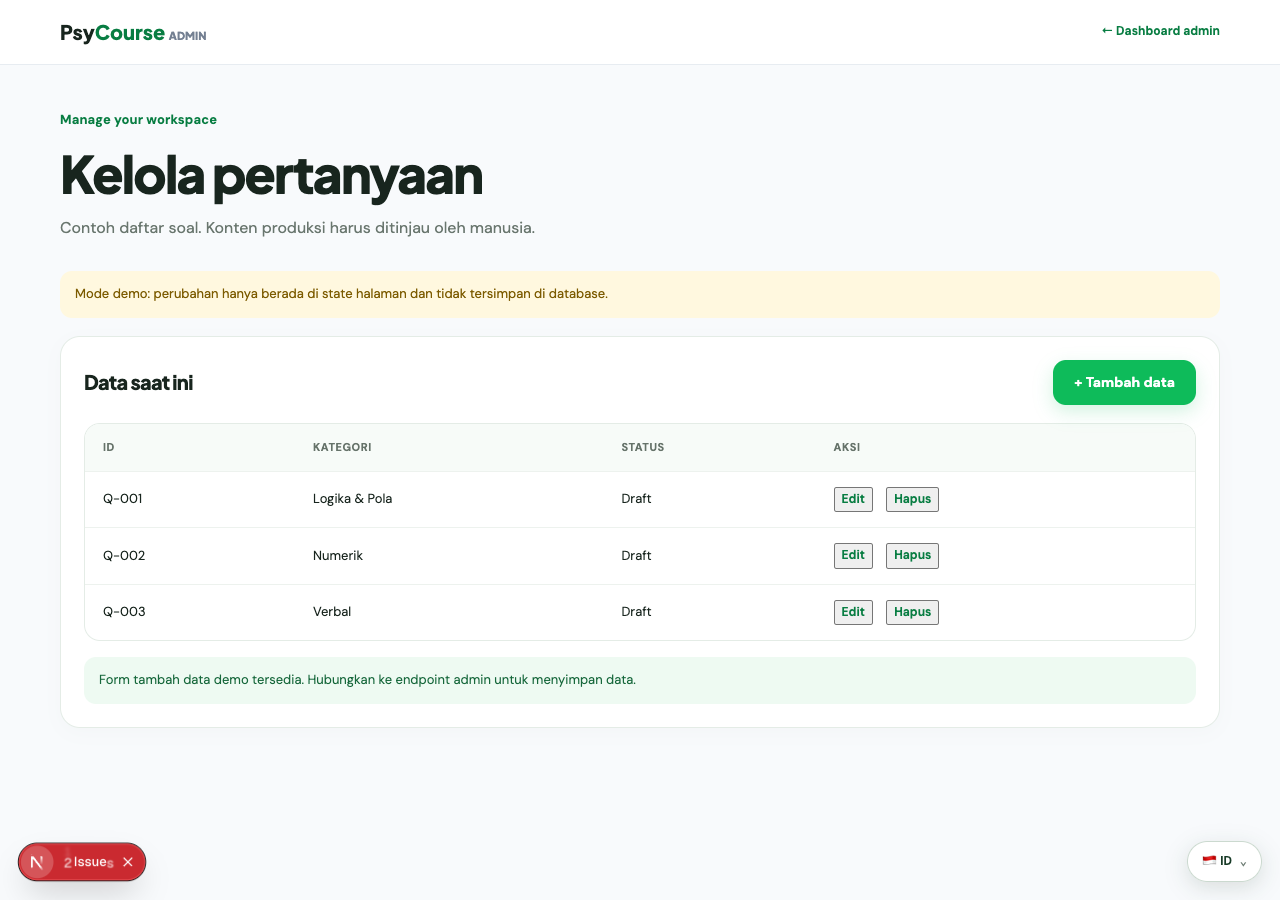 PsyCourse ADMIN
← Dashboard admin
Manage your workspace
Kelola pertanyaan
Contoh daftar soal. Konten produksi harus ditinjau oleh manusia.
Mode demo: perubahan hanya berada di state halaman dan tidak tersimpan di database.
Data saat ini
+ Tambah data
ID KATEGORI STATUS AKSI
Q-001 Logika & Pola Draft Edit Hapus
Q-002 Numerik Draft Edit Hapus
Q-003 Verbal Draft Edit Hapus
Form tambah data demo tersedia. Hubungkan ke endpoint admin untuk menyimpan data.
N 2 Issues ×
ID